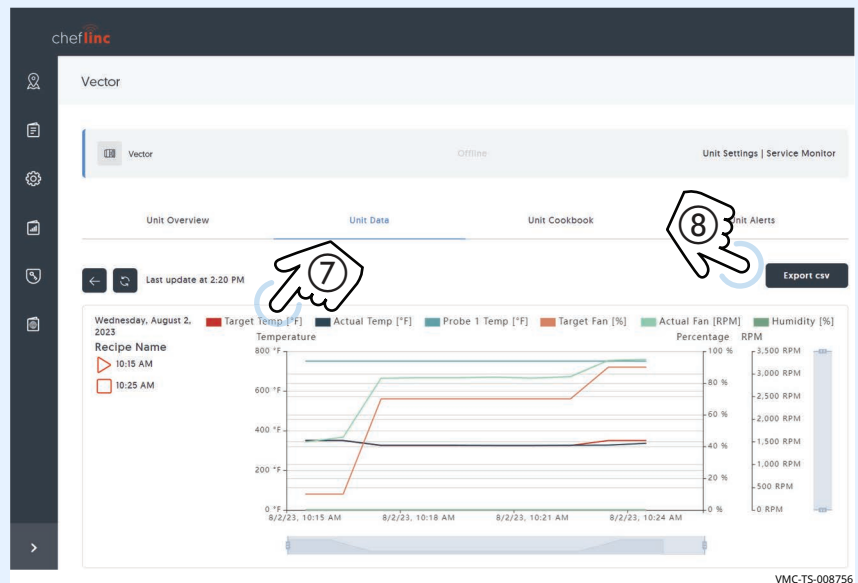 cheflinc
Vector
Vector Offline Unit Settings | Service Monitor
Unit Overview Unit Data Unit Cookbook Unit Alerts
7
8
Last update at 2:20 PM Export csv
Wednesday, August 2, 2023
Recipe Name
10:15 AM
10:25 AM
Target Temp [°F] Actual Temp [°F] Probe 1 Temp [°F] Target Fan [%] Actual Fan [RPM] Humidity [%]
Temperature Percentage RPM
800 °F
600 °F
400 °F
200 °F
0 °F
100 %
80 %
60 %
40 %
20 %
0 %
3,500 RPM
3,000 RPM
2,500 RPM
2,000 RPM
1,500 RPM
1,000 RPM
500 RPM
0 RPM
8/2/23, 10:15 AM 8/2/23, 10:18 AM 8/2/23, 10:21 AM 8/2/23, 10:24 AM
VMC-TS-008756